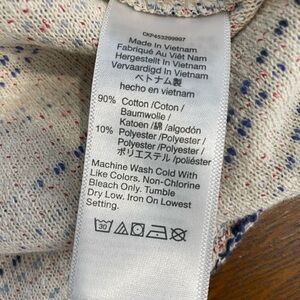 CKP453299907
Made In Vietnam
Fabriqué Au Viêt Nam
Hergestellt In Vietnam
Vervaardigd In Vietnam
ベトナム製
hecho en vietnam
90% Cotton /Coton /
Baumwolle /
Katoen /綿 /algodón
10% Polyester /Polyester /
Polyester /Polyester /
ポリエステル /poliéster
Machine Wash Cold With
Like Colors. Non-Chlorine
Bleach Only. Tumble
Dry Low. Iron On Lowest
Setting.
30